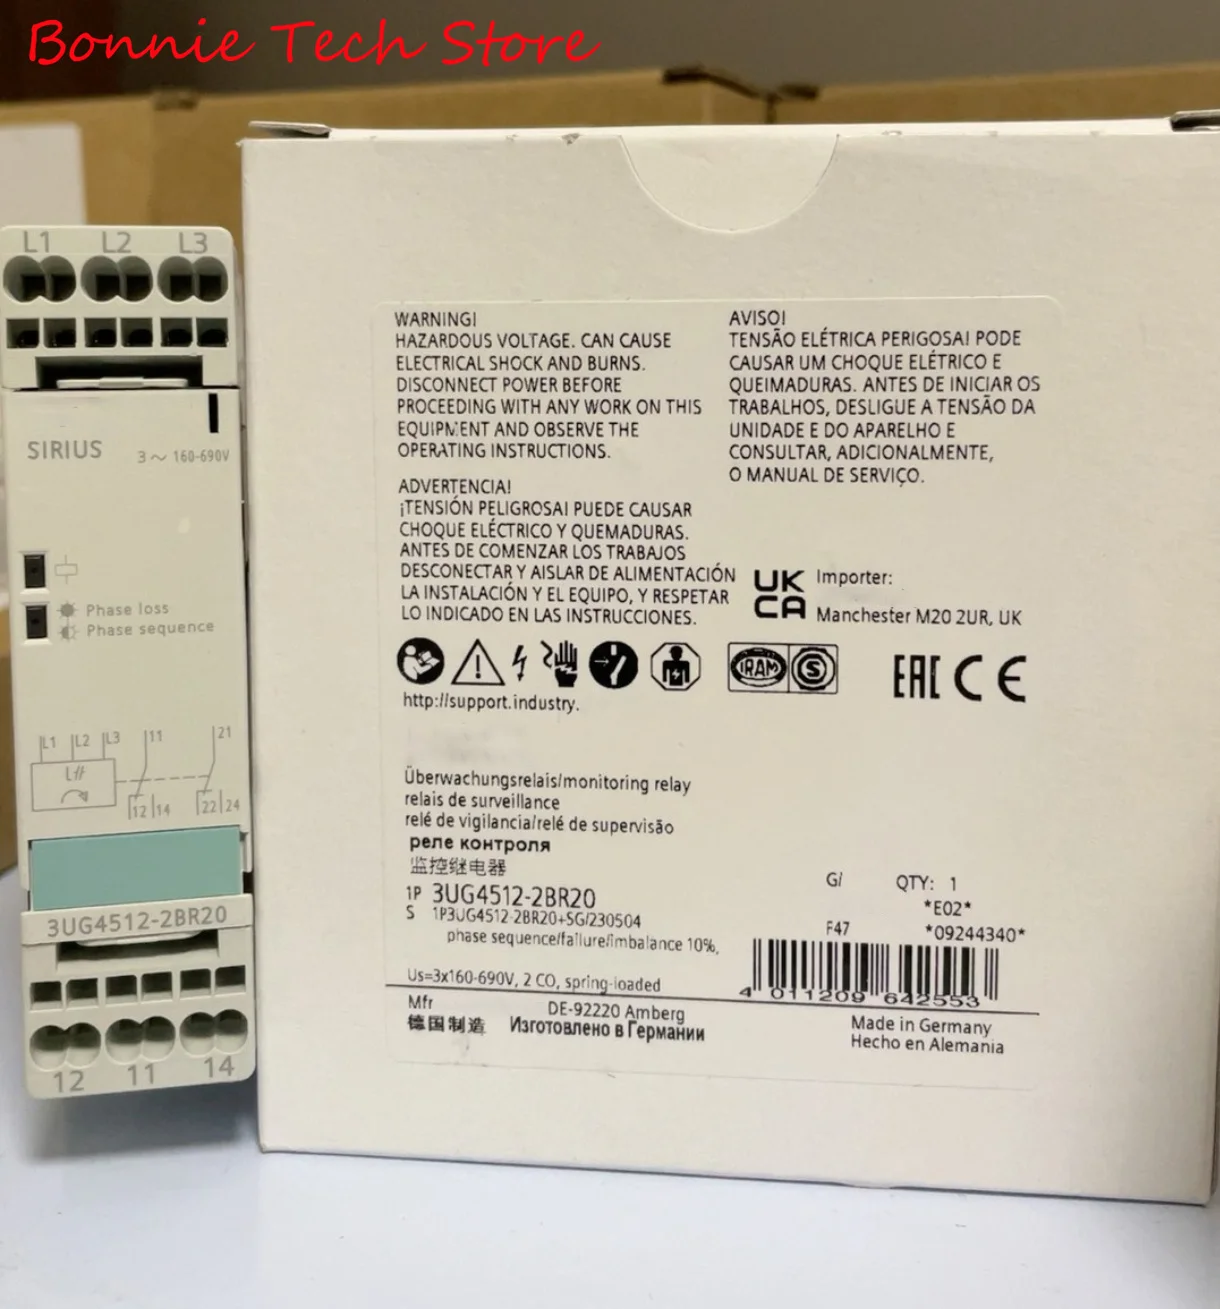 Bonnie Tech Store
L1 L2 L3
SIRIUS
3 ~ 160-690V
Phase loss
Phase sequence
L1 L2 L3 11 21
12 14 22 24
3UG4512-2BR20
12 11 14
WARNING!
HAZARDOUS VOLTAGE. CAN CAUSE
ELECTRICAL SHOCK AND BURNS.
DISCONNECT POWER BEFORE
PROCEEDING WITH ANY WORK ON THIS
EQUIPMENT AND OBSERVE THE
OPERATING INSTRUCTIONS.
ADVERTENCIA!
¡TENSIÓN PELIGROSA! PUEDE CAUSAR
CHOQUE ELÉCTRICO Y QUEMADURAS.
ANTES DE COMENZAR LOS TRABAJOS
DESCONECTAR Y AISLAR DE ALIMENTACIÓN
LA INSTALACIÓN Y EL EQUIPO, Y RESPETAR
LO INDICADO EN LAS INSTRUCCIONES.
AVISO!
TENSÃO ELÉTRICA PERIGOSA! PODE
CAUSAR UM CHOQUE ELÉTRICO E
QUEIMADURAS. ANTES DE INICIAR OS
TRABALHOS, DESLIGUE A TENSÃO DA
UNIDADE E DO APARELHO E
CONSULTAR, ADICIONALMENTE,
O MANUAL DE SERVIÇO.
UK
CA
Importer:
Manchester M20 2UR, UK
IRAM S
EAC CE
http://support.industry.
Überwachungsrelais/monitoring relay
relais de surveillance
relé de vigilancia/relé de supervisão
реле контроля
监控继电器
1P 3UG4512-2BR20
S 1P3UG4512-2BR20+SG/230504
phase sequence/failure/imbalance 10%,
Us=3x160-690V, 2 CO, spring-loaded
G/ QTY: 1
*E02*
F47 *09244340*
4 011209 642553
Mfr DE-92220 Amberg
德国制造 Изготовлено в Германии
Made in Germany
Hecho en Alemania